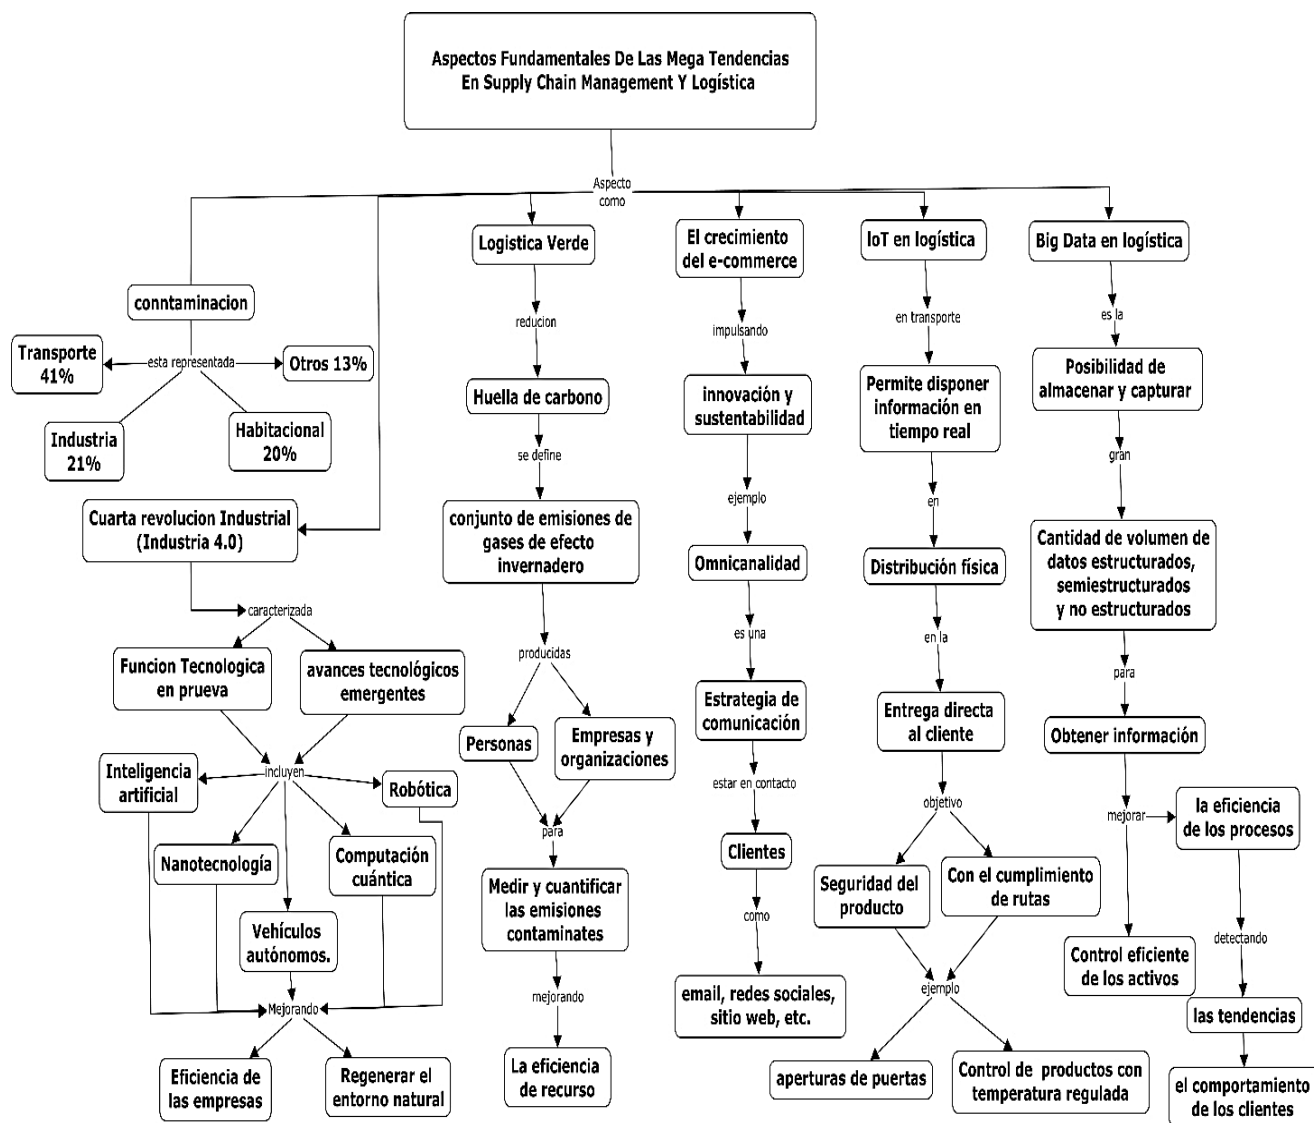 Aspectos Fundamentales De Las Mega Tendencias
En Supply Chain Management Y Logística
Aspecto
como
conntaminacion
esta representada
Transporte
41%
Otros 13%
Industria
21%
Habitacional
20%
Cuarta revolucion Industrial
(Industria 4.0)
caracterizada
Funcion Tecnologica
en prueva
avances tecnológicos
emergentes
incluyen
Inteligencia
artificial
Robótica
Nanotecnología
Computación
cuántica
Vehículos
autónomos.
Mejorando
Eficiencia de
las empresas
Regenerar el
entorno natural
Logistica Verde
reducion
Huella de carbono
se define
conjunto de emisiones de
gases de efecto
invernadero
producidas
Personas
Empresas y
organizaciones
para
Medir y cuantificar
las emisiones
contaminates
mejorando
La eficiencia
de recurso
El crecimiento
del e-commerce
impulsando
innovación y
sustentabilidad
ejemplo
Omnicanalidad
es una
Estrategia de
comunicación
estar en contacto
Clientes
como
email, redes sociales,
sitio web, etc.
IoT en logística
en transporte
Permite disponer
información en
tiempo real
en
Distribución física
en la
Entrega directa
al cliente
objetivo
Seguridad del
producto
Con el cumplimiento
de rutas
ejemplo
aperturas de puertas
Control de productos con
temperatura regulada
Big Data en logística
es la
Posibilidad de
almacenar y capturar
gran
Cantidad de volumen de
datos estructurados,
semiestructurados
y no estructurados
para
Obtener información
mejorar
la eficiencia
de los procesos
Control eficiente
de los activos
detectando
las tendencias
el comportamiento
de los clientes